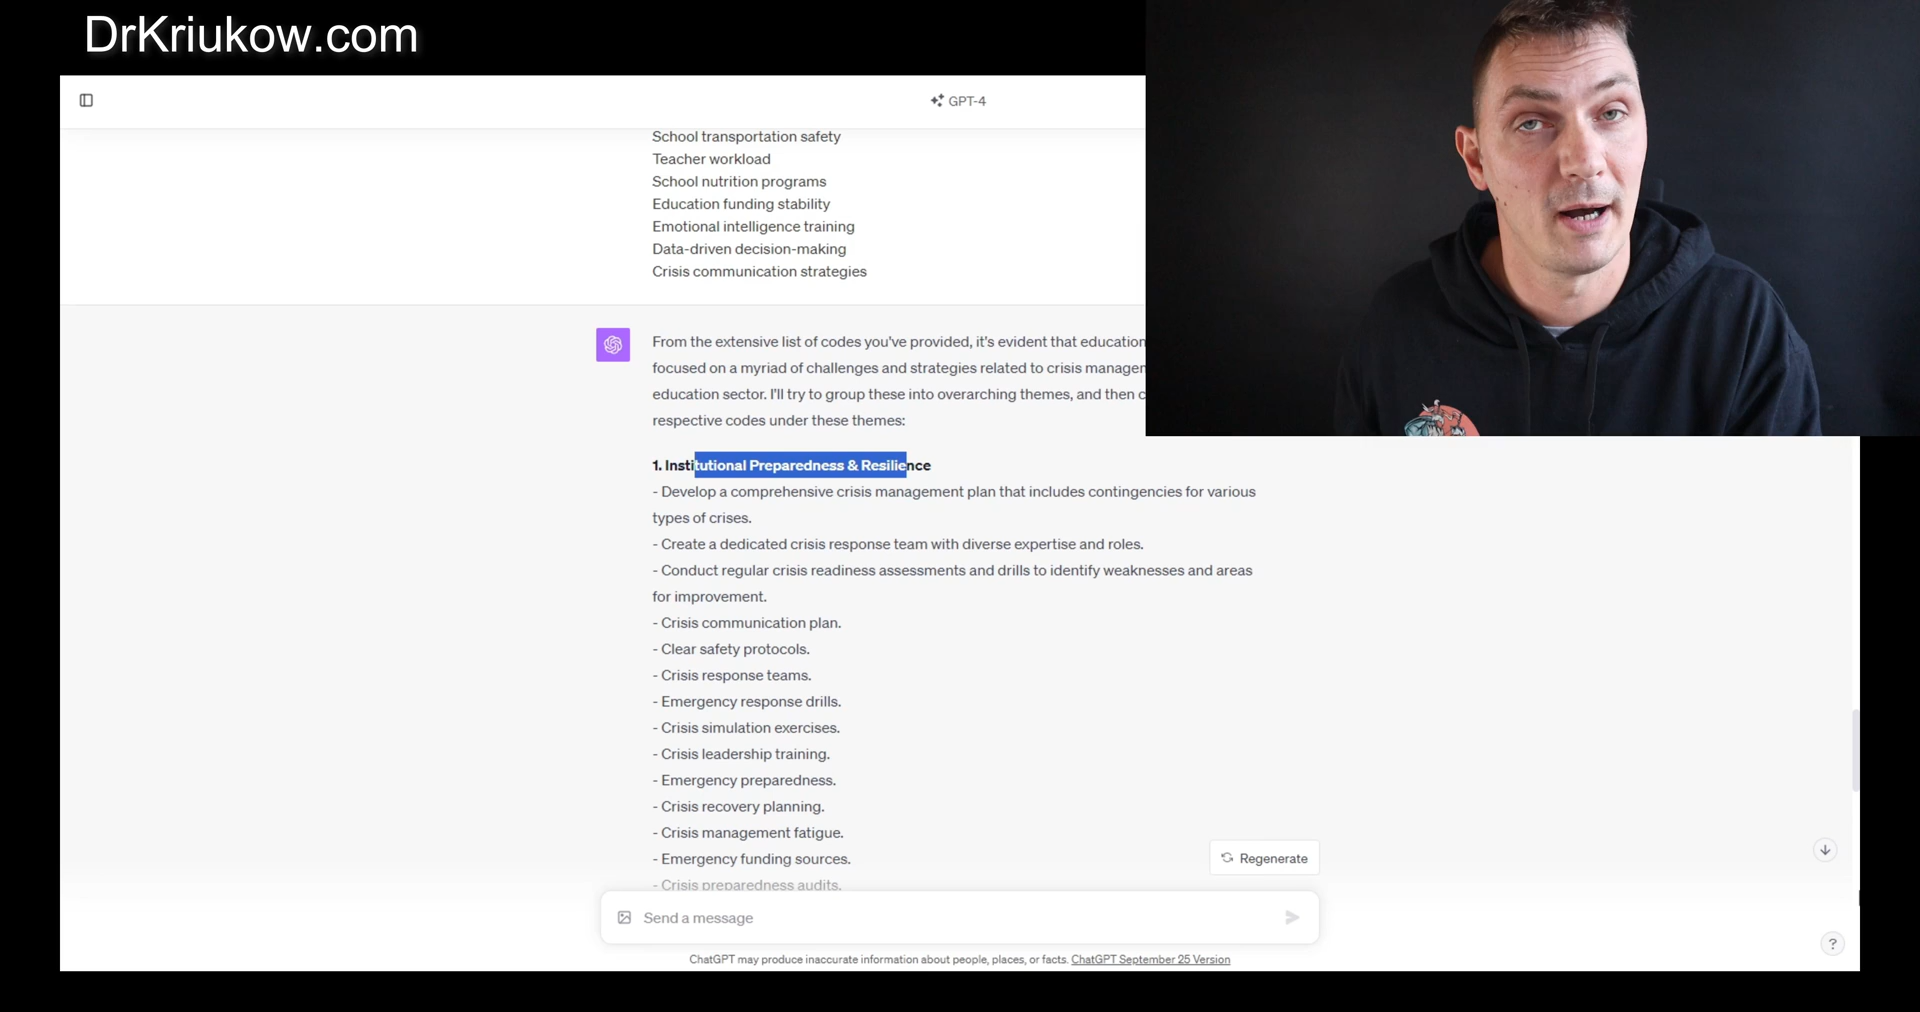 DrKriukow.com
GPT-4
School transportation safety
Teacher workload
School nutrition programs
Education funding stability
Emotional intelligence training
Data-driven decision-making
Crisis communication strategies
From the extensive list of codes you've provided, it's evident that education
focused on a myriad of challenges and strategies related to crisis managem
education sector. I'll try to group these into overarching themes, and then c
respective codes under these themes:
1. Institutional Preparedness & Resilience
- Develop a comprehensive crisis management plan that includes contingencies for various
types of crises.
- Create a dedicated crisis response team with diverse expertise and roles.
- Conduct regular crisis readiness assessments and drills to identify weaknesses and areas
for improvement.
- Crisis communication plan.
- Clear safety protocols.
- Crisis response teams.
- Emergency response drills.
- Crisis simulation exercises.
- Crisis leadership training.
- Emergency preparedness.
- Crisis recovery planning.
- Crisis management fatigue.
- Emergency funding sources.
- Crisis preparedness audits.
Regenerate
Send a message
ChatGPT may produce inaccurate information about people, places, or facts. ChatGPT September 25 Version
?